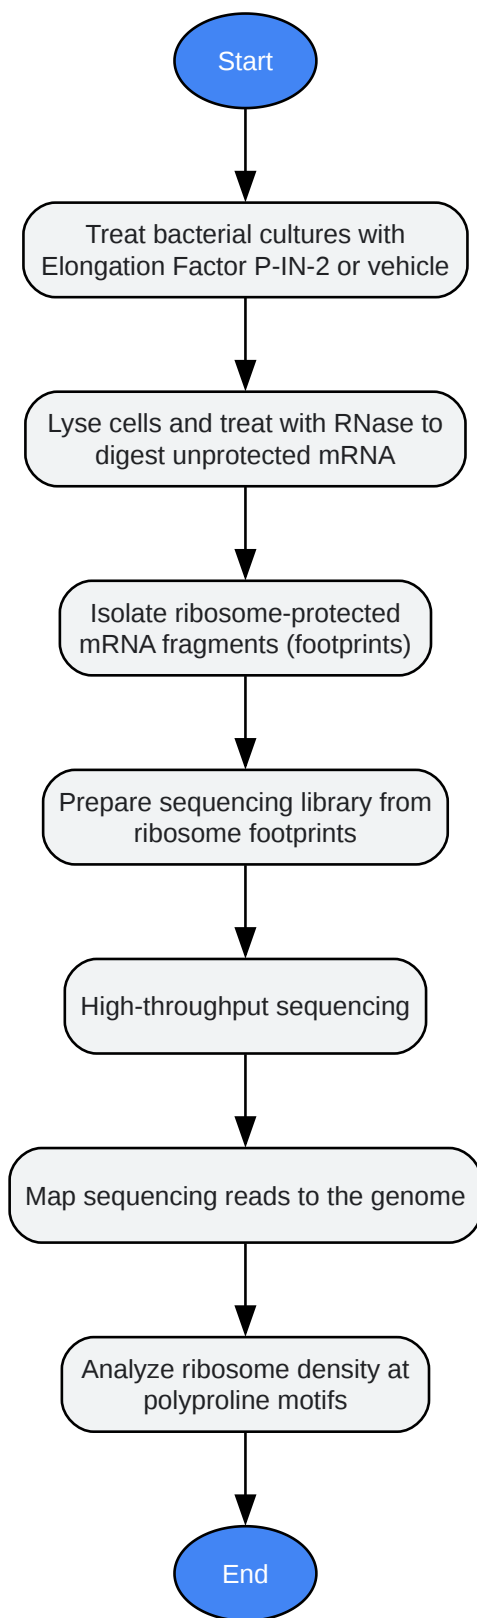 Start
Treat bacterial cultures with
Elongation Factor P-IN-2 or vehicle
Lyse cells and treat with RNase to
digest unprotected mRNA
Isolate ribosome-protected
mRNA fragments (footprints)
Prepare sequencing library from
ribosome footprints
High-throughput sequencing
Map sequencing reads to the genome
Analyze ribosome density at
polyproline motifs
End